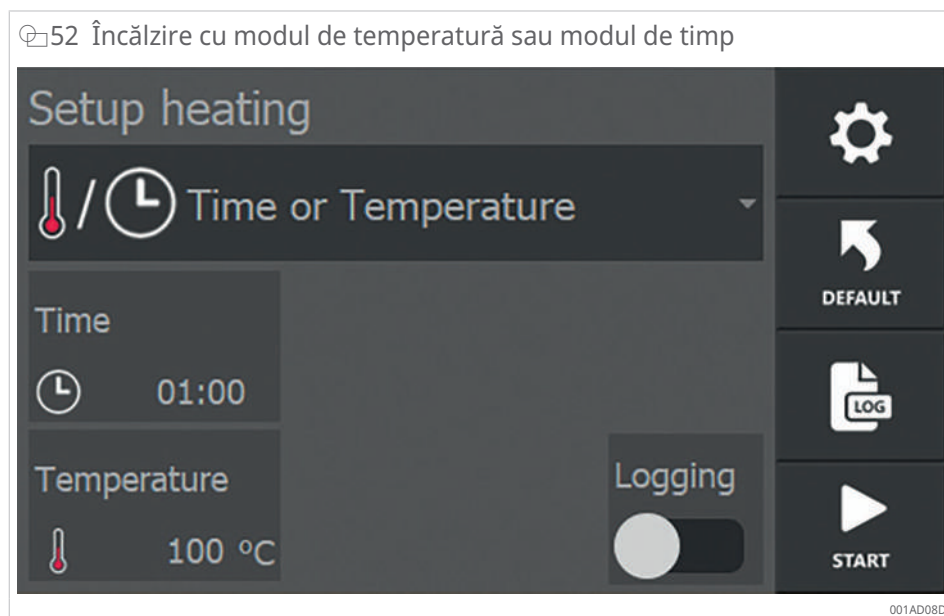 52 Încălzire cu modul de temperatură sau modul de timp
Setup heating
/ Time or Temperature
DEFAULT
Time
01:00
LOG
Temperature
100 °C
Logging
START
001AD08D